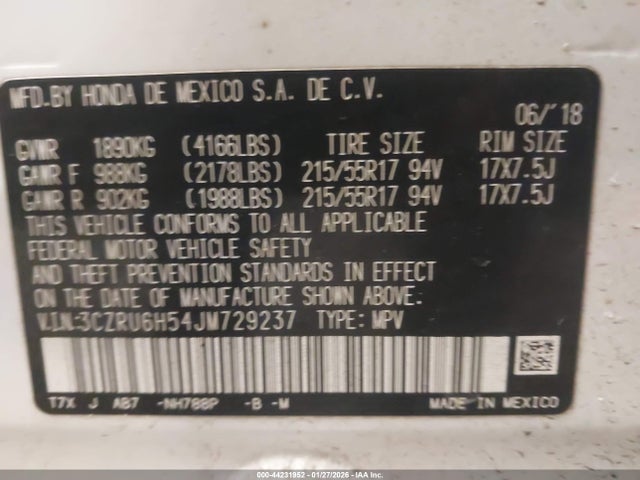 MFD.BY HONDA DE MEXICO S.A. DE C.V.
06/'18
GVWR 1890KG (4166LBS) TIRE SIZE RIM SIZE
GAWR F 988KG (2178LBS) 215/55R17 94V 17X7.5J
GAWR R 902KG (1988LBS) 215/55R17 94V 17X7.5J
THIS VEHICLE CONFORMS TO ALL APPLICABLE
FEDERAL MOTOR VEHICLE SAFETY
AND THEFT PREVENTION STANDARDS IN EFFECT
ON THE DATE OF MANUFACTURE SHOWN ABOVE.
V.I.N:3CZRU6H54JM729237 TYPE: MPV
T7X J AB7 -NH788P -B -M MADE IN MEXICO
000-44231952 - 01/27/2026 - IAA Inc.